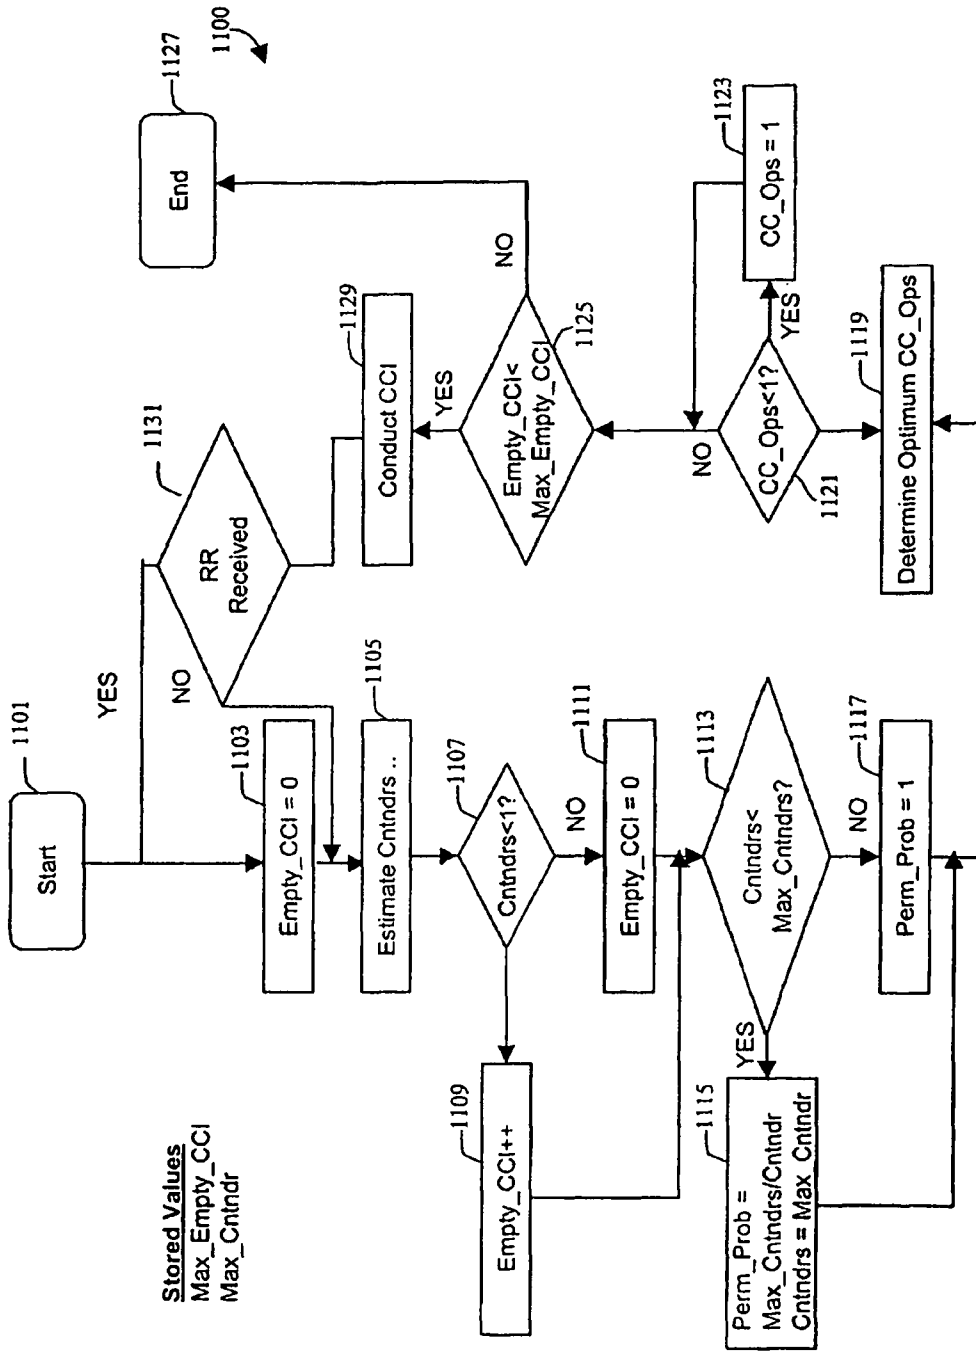 Start
1101
YES
1131
RR
Received
NO
1103
Empty_CCI = 0
1105
Estimate Cntndrs ..
1107
Cntndrs<1?
NO
1109
Empty_CCI++
1111
Empty_CCI = 0
1113
Cntndrs<
Max_Cntndrs?
YES
NO
1115
Perm_Prob =
Max_Cntndrs/Cntndr
Cntndrs = Max_Cntndr
1117
Perm_Prob = 1
Stored Values
Max_Empty_CCI
Max_Cntndr
1100
1127
End
1129
Conduct CCI
YES
NO
Empty_CCI<
Max_Empty_CCI
1125
1123
CC_Ops = 1
NO
YES
CC_Ops<1?
1121
1119
Determine Optimum CC_Ops